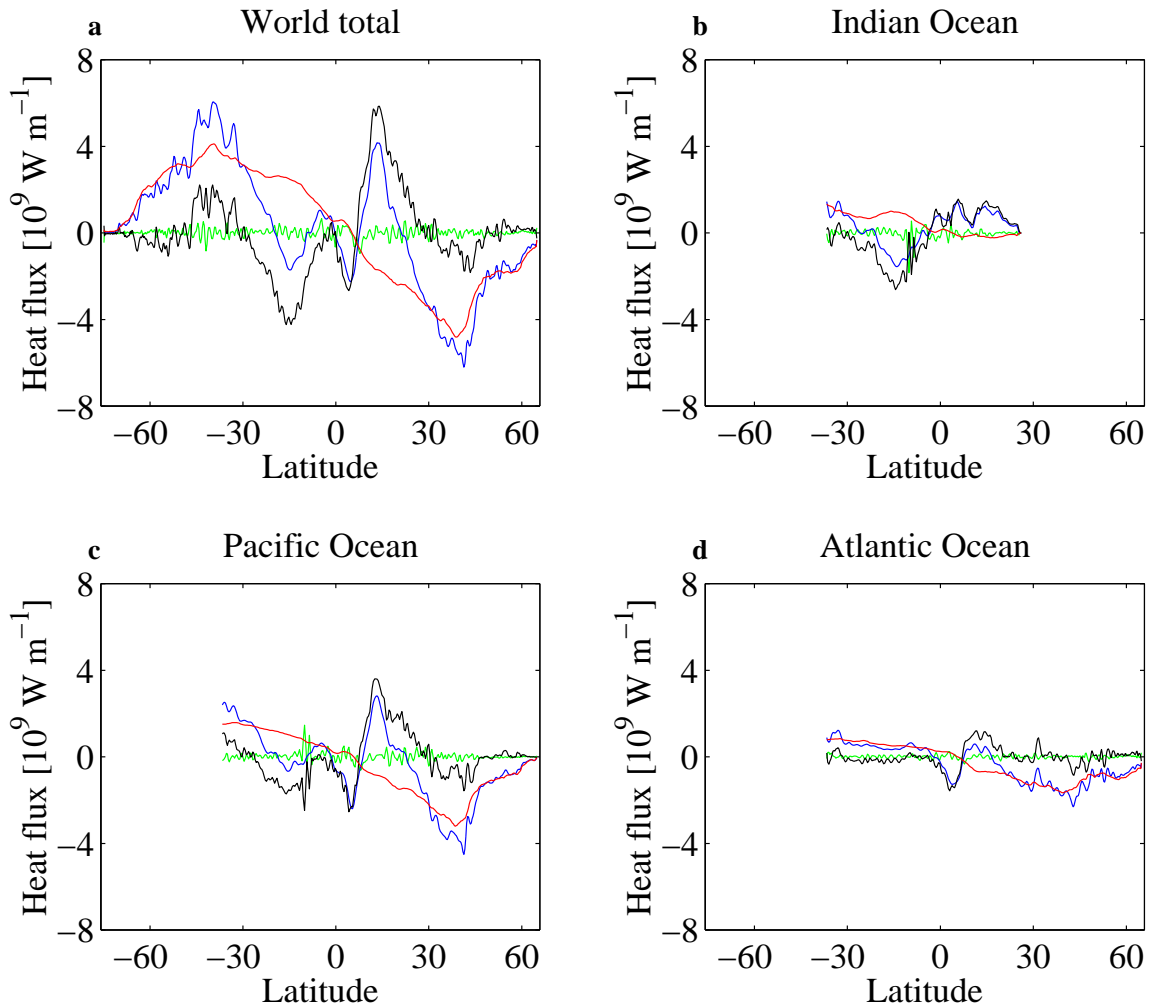 a World total
8
4
0
−4
−8
Heat flux [10⁹ W m⁻¹]
−60 −30 0 30 60
Latitude
b Indian Ocean
8
4
0
−4
−8
Heat flux [10⁹ W m⁻¹]
−60 −30 0 30 60
Latitude
c Pacific Ocean
8
4
0
−4
−8
Heat flux [10⁹ W m⁻¹]
−60 −30 0 30 60
Latitude
d Atlantic Ocean
8
4
0
−4
−8
Heat flux [10⁹ W m⁻¹]
−60 −30 0 30 60
Latitude